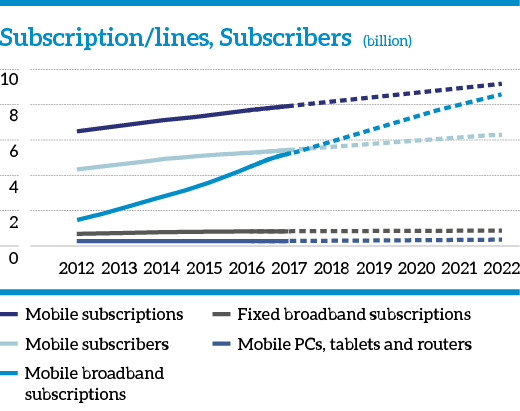 Subscription/lines, Subscribers (billion)
10
8
6
4
2
0
2012 2013 2014 2015 2016 2017 2018 2019 2020 2021 2022
Mobile subscriptions
Fixed broadband subscriptions
Mobile subscribers
Mobile PCs, tablets and routers
Mobile broadband
subscriptions